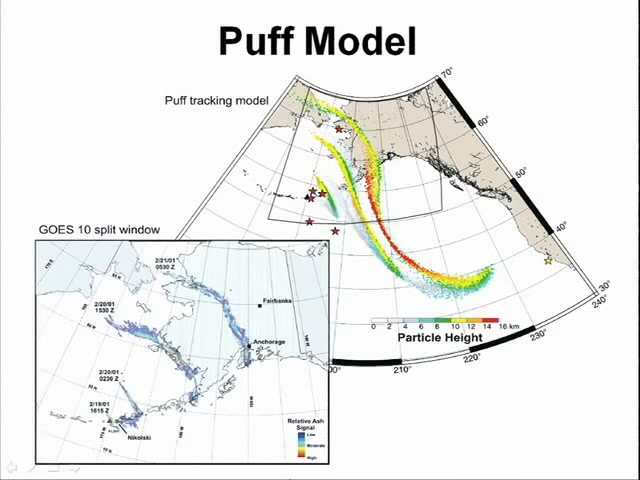 Puff Model
Puff tracking model
70°
60°
50°
40°
30°
240°
230°
220°
210°
0 2 4 6 8 10 12 14 16 km
Particle Height
GOES 10 split window
2/21/01
0530 Z
2/20/01
1530 Z
2/20/01
0230 Z
2/19/01
1615 Z
Fairbanks
Anchorage
Nikolski
Relative Ash
Signal
Low
Moderate
High